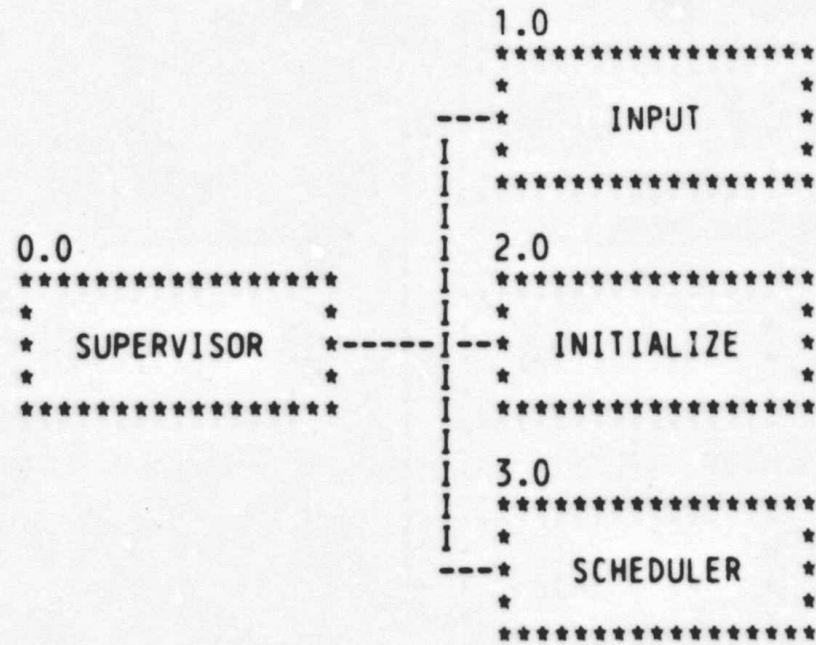 1.0
INPUT
0.0
SUPERVISOR
2.0
INITIALIZE
3.0
SCHEDULER